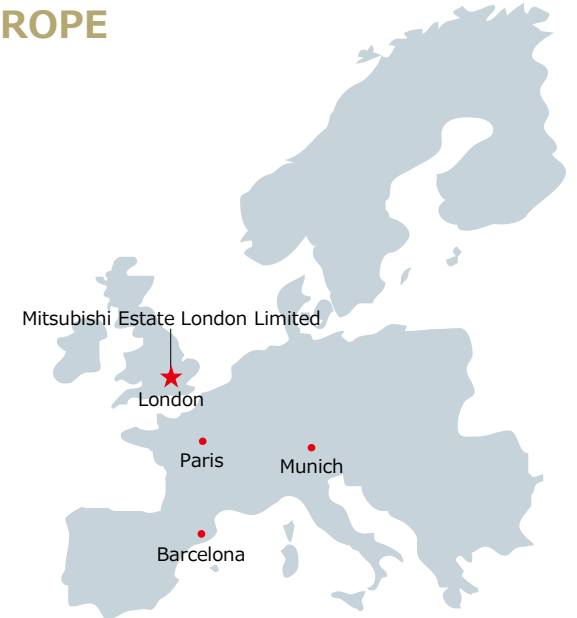 ROPE
Mitsubishi Estate London Limited
London
Paris
Munich
Barcelona